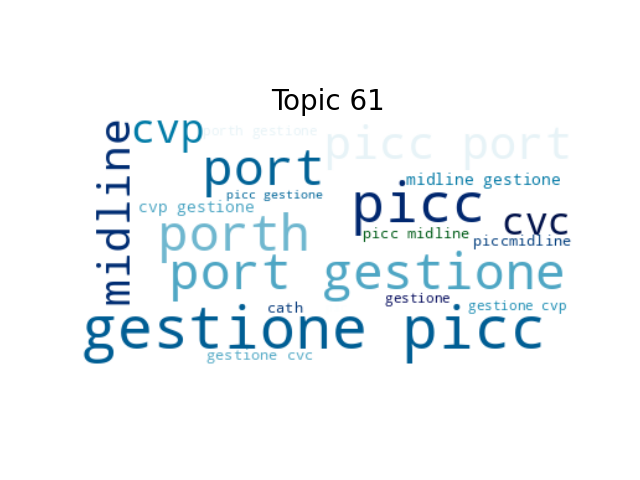 Topic 61
midline
cvp
porth gestione
picc port
port
midline gestione
picc gestione
picc
cvp gestione
cvc
porth
picc midline
piccmidline
port gestione
gestione
cath
gestione cvp
gestione picc
gestione cvc